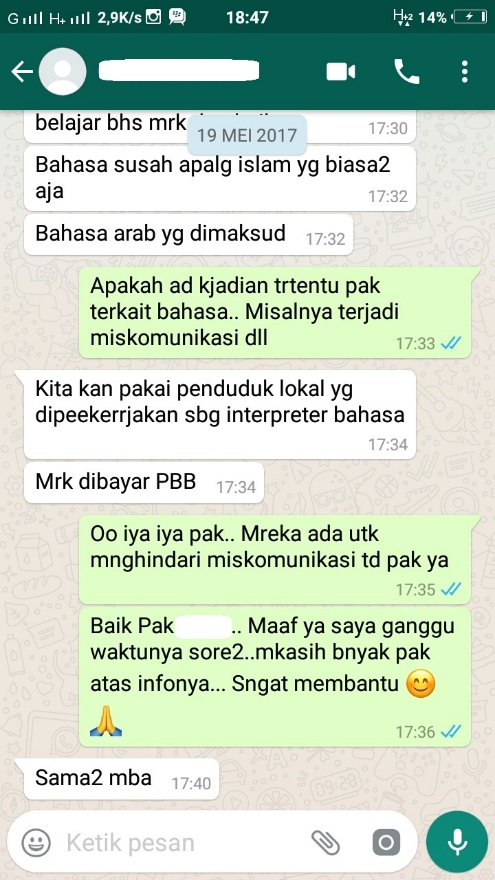 G H+ 2,9K/s 18:47 H+2 14%
belajar bhs mrk
19 MEI 2017
17:30
Bahasa susah apalg islam yg biasa2
aja 17:32
Bahasa arab yg dimaksud 17:32
Apakah ad kjadian trtentu pak
terkait bahasa.. Misalnya terjadi
miskomunikasi dll 17:33
Kita kan pakai penduduk lokal yg
dipeekerrjakan sbg interpreter bahasa
17:34
Mrk dibayar PBB 17:34
Oo iya iya pak.. Mreka ada utk
mnghindari miskomunikasi td pak ya
17:35
Baik Pak .. Maaf ya saya ganggu
waktunya sore2..mkasih bnyak pak
atas infonya... Sngat membantu 😊
🙏 17:36
Sama2 mba 17:40
Ketik pesan